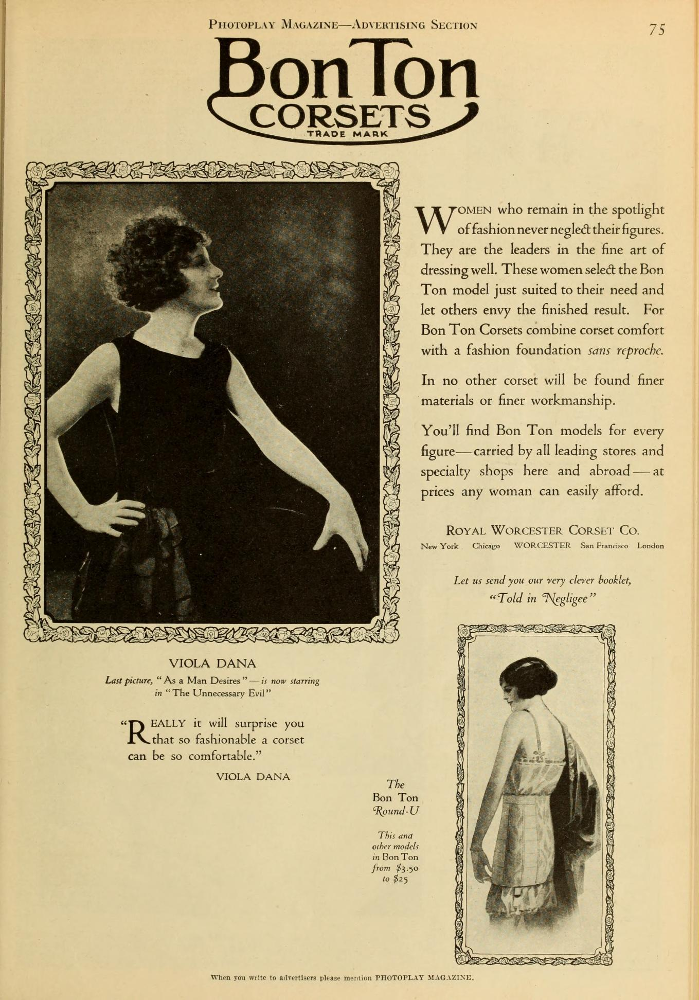 PHOTOPLAY MAGAZINE—ADVERTISING SECTION
75
Bon Ton
CORSETS
TRADE MARK
WOMEN who remain in the spotlight
of fashion never neglect their figures.
They are the leaders in the fine art of
dressing well. These women select the Bon
Ton model just suited to their need and
let others envy the finished result. For
Bon Ton Corsets combine corset comfort
with a fashion foundation sans reproche.
In no other corset will be found finer
materials or finer workmanship.
You'll find Bon Ton models for every
figure—carried by all leading stores and
specialty shops here and abroad—at
prices any woman can easily afford.
ROYAL WORCESTER CORSET CO.
New York Chicago WORCESTER San Francisco London
Let us send you our very clever booklet,
"Told in Negligee"
VIOLA DANA
Last picture, "As a Man Desires"—is now starring
in "The Unnecessary Evil"
"REALLY it will surprise you
that so fashionable a corset
can be so comfortable."
VIOLA DANA
The
Bon Ton
Round-U
This and
other models
in Bon Ton
from $3.50
to $25
When you write to advertisers please mention PHOTOPLAY MAGAZINE.